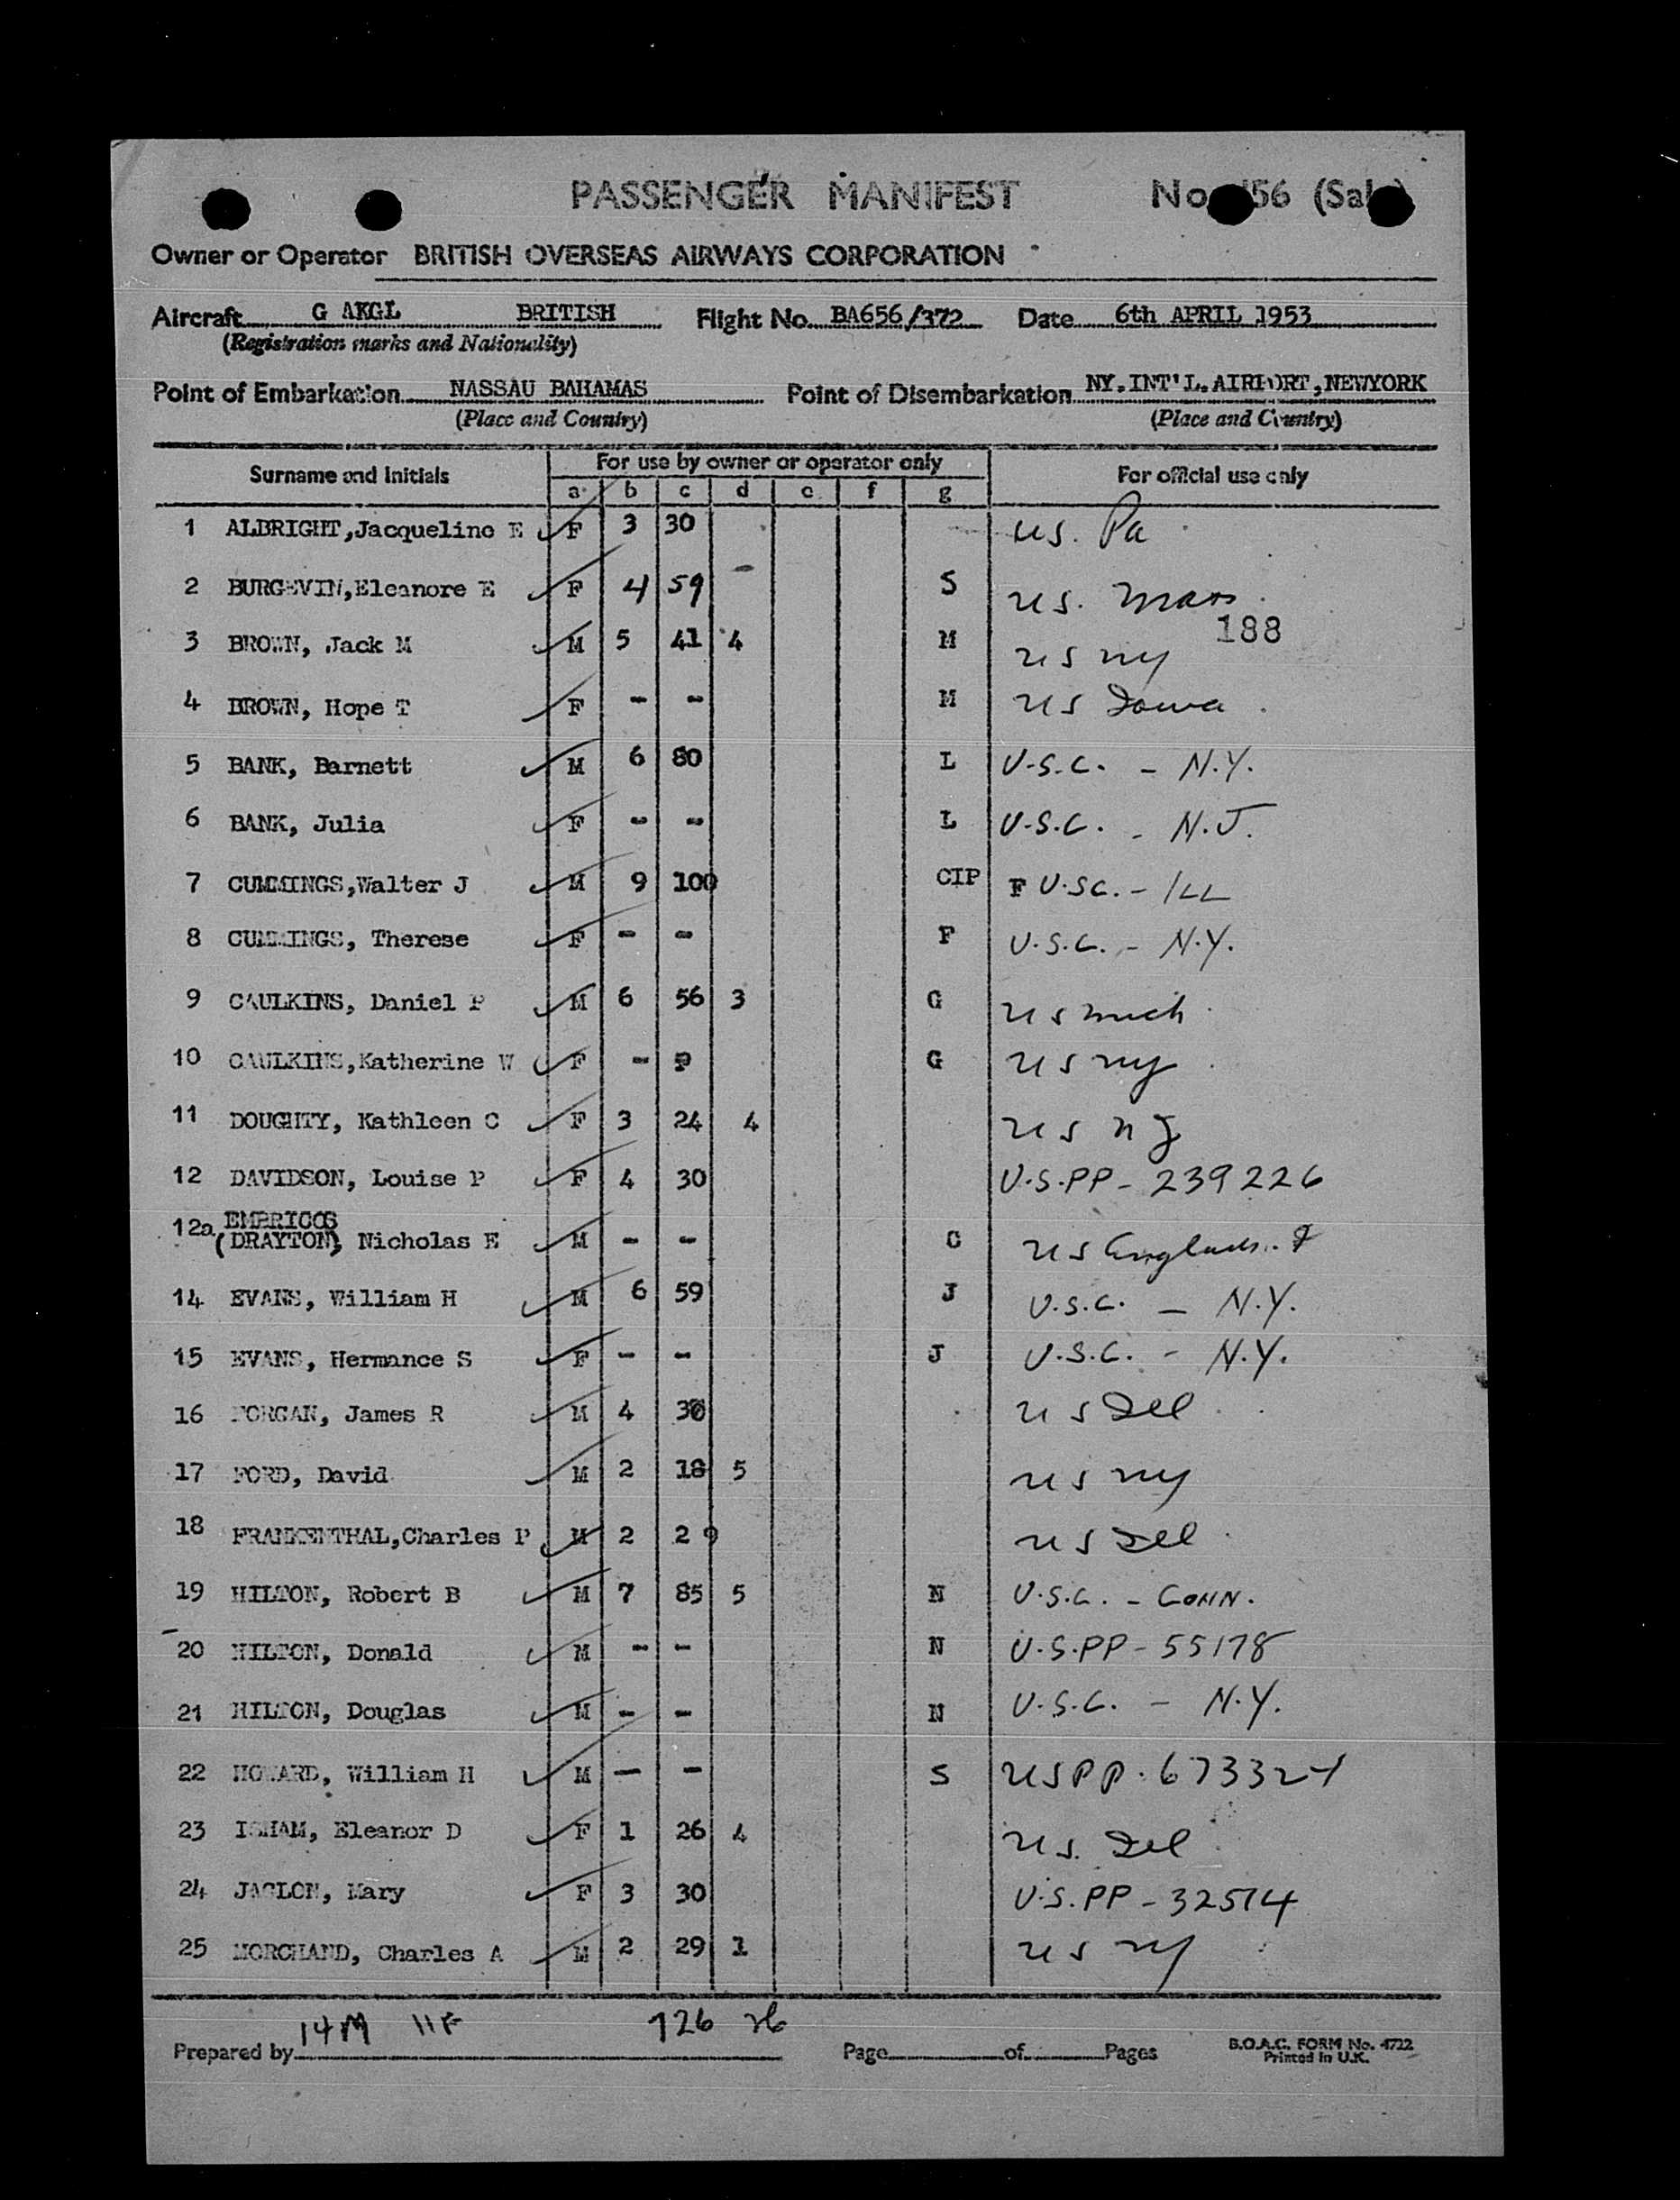 PASSENGER MANIFEST No 56 (Sal
Owner or Operator BRITISH OVERSEAS AIRWAYS CORPORATION
Aircraft G AKGL BRITISH Flight No. BA656/372 Date 6th APRIL 1953
(Registration marks and Nationality)
Point of Embarkation NASSAU BAHAMAS Point of Disembarkation NY.INT'L.AIRPORT,NEWYORK
(Place and Country) (Place and Country)
Surname and Initials For use by owner or operator only For official use only
a b c d e f g
1 ALBRIGHT,Jacqueline E F 3 30 US. Pa
2 BURGEVIN,Eleanore E F 4 59 - S US. Mass.
188
3 BROWN, Jack M M 5 41 4 M US NY
4 BROWN, Hope T F - - M US Iowa.
5 BANK, Barnett M 6 80 L U.S.C. - N.Y.
6 BANK, Julia F - - L U.S.C. - N.J.
7 CUMMINGS,Walter J M 9 100 CIP F U.SC. - ILL
8 CUMMINGS, Therese F - - F U.S.C. - N.Y.
9 CAULKINS, Daniel P M 6 56 3 G US Mich.
10 CAULKINS,Katherine W F - G US NY
11 DOUGHTY, Kathleen C F 3 24 4 US NJ
12 DAVIDSON, Louise P F 4 30 U.S.PP - 239226
12a EMBRICOS
(DRAYTON) Nicholas E M - - C US
14 EVANS, William H M 6 59 J U.S.C. - N.Y.
15 EVANS, Hermance S F - - J U.S.C. - N.Y.
16 FORGAN, James R M 4 30 US Del
17 FORD, David M 2 18 5 US NY
18 FRANKENTHAL,Charles P M 2 29 US Del
19 HILTON, Robert B M 7 85 5 N U.S.C. - CONN.
20 HILTON, Donald M - - N U.S.PP - 55178
21 HILTON, Douglas M - - N U.S.C. - N.Y.
22 HOWARD, William H M - - S USPP.
23 ISHAM, Eleanor D F 1 26 4 US. Del
24 JAGLOM, Mary F 3 30 U.S.PP - 32514
25 MORCHAND, Charles A M 2 29 1 US NY
14M 11F 726 26
Prepared by Page of Pages
B.O.A.C. FORM No. 4722
Printed in U.K.